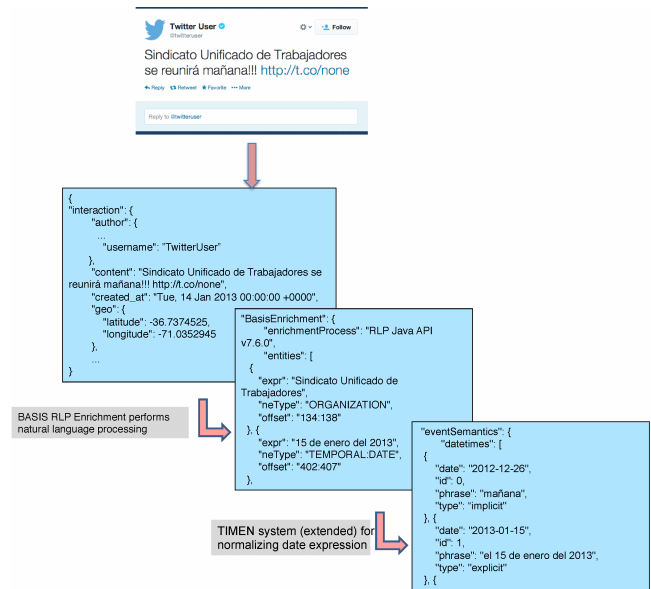 Twitter User
@twitteruser
Follow
Sindicato Unificado de Trabajadores
se reunirá mañana!!! http://t.co/none
Reply Retweet Favorite ••• More
Reply to @twitteruser
{
"interaction": {
"author": {
...
"username": "TwitterUser"
},
"content": "Sindicato Unificado de Trabajadores se
reunirá mañana!!! http://t.co/none",
"created_at": "Tue, 14 Jan 2013 00:00:00 +0000",
"geo": {
"latitude": -36.7374525,
"longitude": -71.0352945
},
...
}
BASIS RLP Enrichment performs
natural language processing
"BasisEnrichment": {
"enrichmentProcess": "RLP Java API
v7.6.0",
"entities": [
{
"expr": "Sindicato Unificado de
Trabajadores",
"neType": "ORGANIZATION",
"offset": "134:138"
}, {
"expr": "15 de enero del 2013",
"neType": "TEMPORAL:DATE",
"offset": "402:407"
},
TIMEN system (extended) for
normalizing date expression
"eventSemantics": {
"datetimes": [
{
"date": "2012-12-26",
"id": 0,
"phrase": "mañana",
"type": "implicit"
}, {
"date": "2013-01-15",
"id": 1,
"phrase": "el 15 de enero del 2013",
"type": "explicit"
}, {